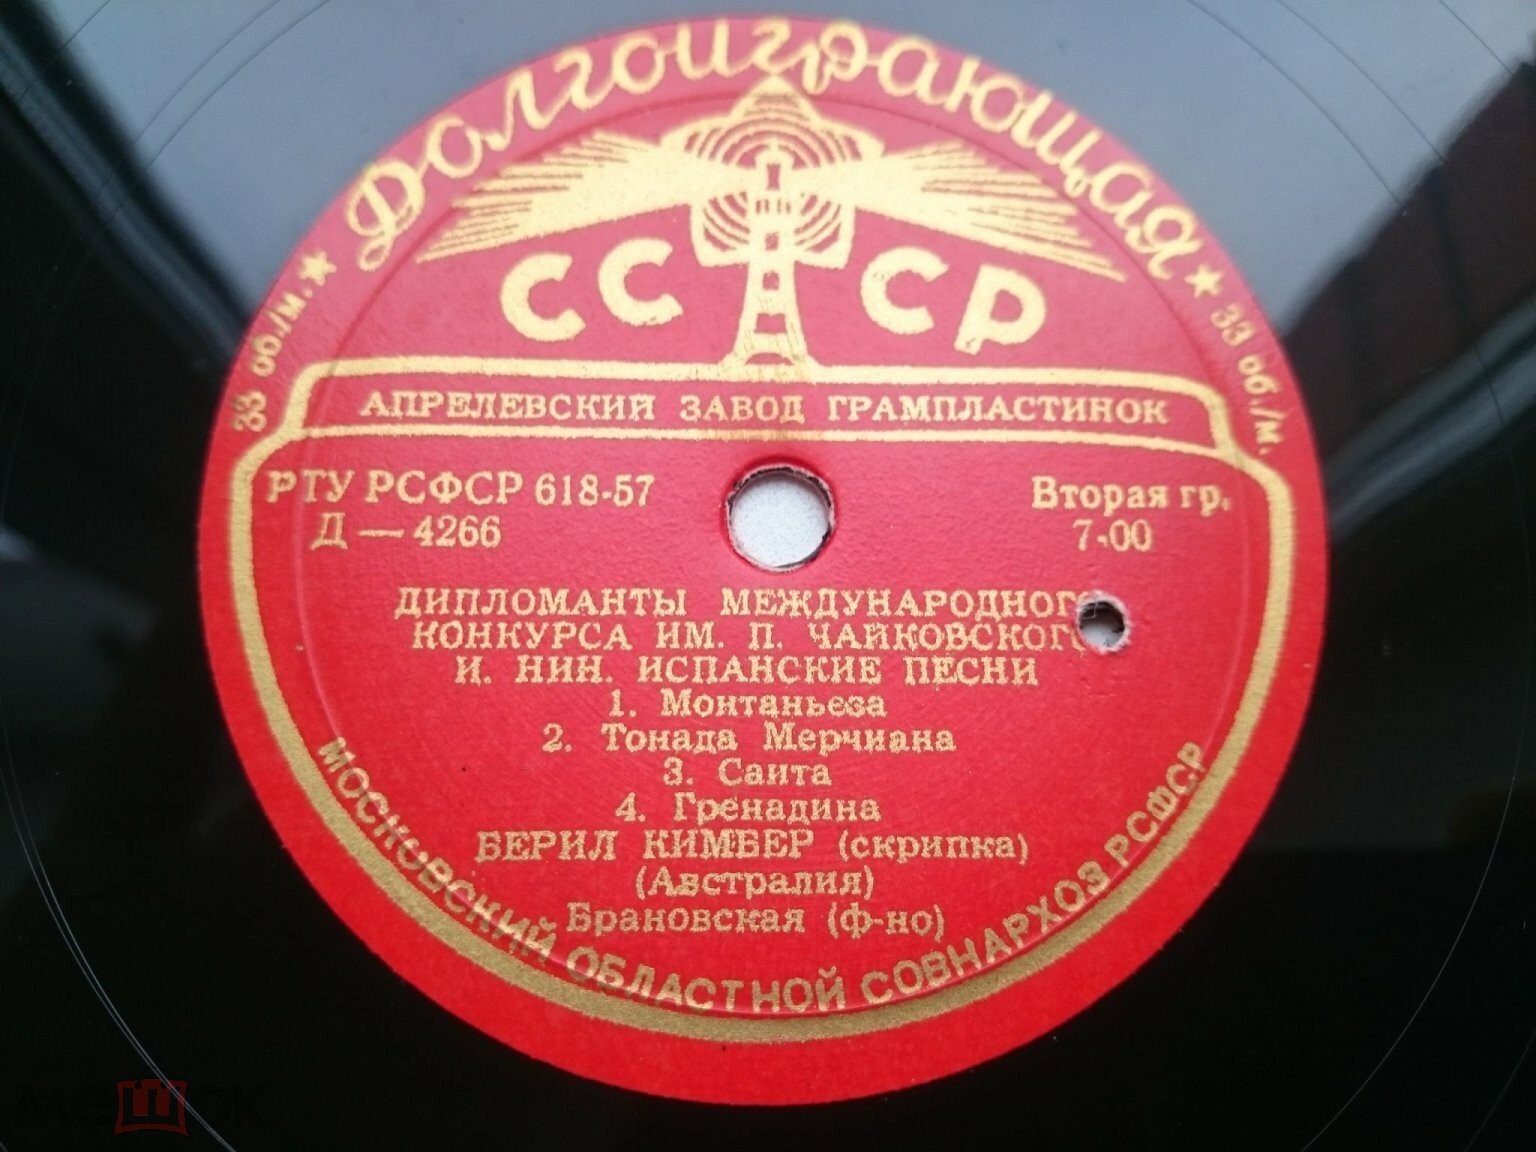 Долгоиграющая
33 об./м. ★
★ 33 об./м.
СССР
АПРЕЛЕВСКИЙ ЗАВОД ГРАМПЛАСТИНОК
РТУ РСФСР 618-57
Вторая гр.
Д — 4266
7-00
ДИПЛОМАНТЫ МЕЖДУНАРОДНОГО
КОНКУРСА ИМ. П. ЧАЙКОВСКОГО
И. НИН. ИСПАНСКИЕ ПЕСНИ
1. Монтаньеза
2. Тонада Мерчиана
3. Саита
4. Гренадина
БЕРИЛ КИМБЕР (скрипка)
(Австралия)
Брановская (ф-но)
МОСКОВСКИЙ ОБЛАСТНОЙ СОВНАРХОЗ РСФСР
мешок